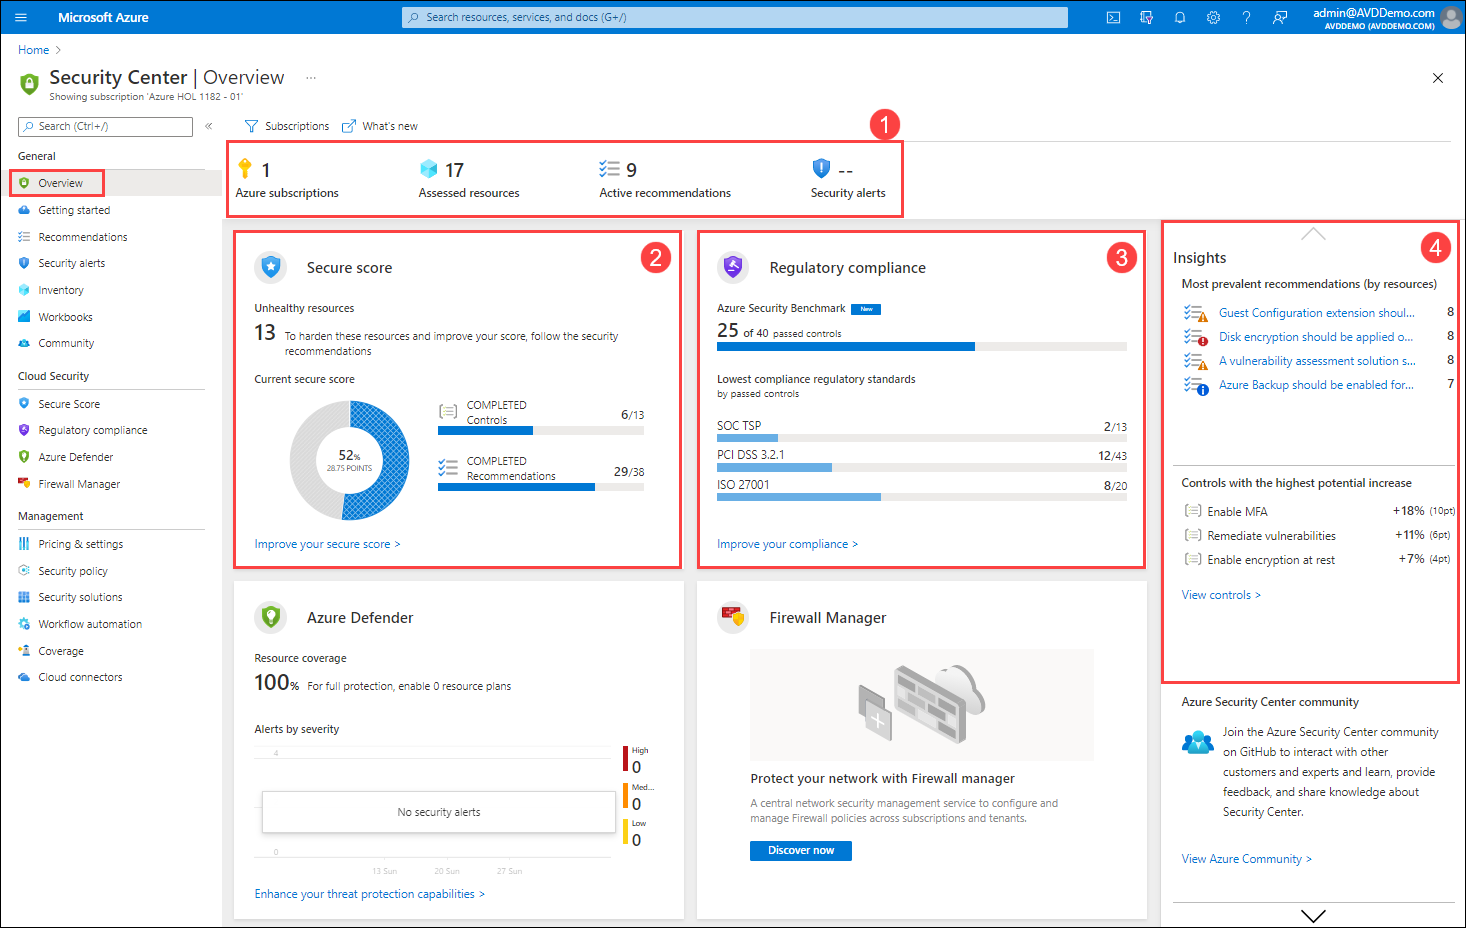 Microsoft Azure
Search resources, services, and docs (G+/)
admin@AVDDemo.com
AVDDEMO (AVDDEMO.COM)
Home >
Security Center | Overview ...
Showing subscription 'Azure HOL 1182 - 01'
Search (Ctrl+/)
«
Subscriptions
What's new
General
Overview
Getting started
Recommendations
Security alerts
Inventory
Workbooks
Community
Cloud Security
Secure Score
Regulatory compliance
Azure Defender
Firewall Manager
Management
Pricing & settings
Security policy
Security solutions
Workflow automation
Coverage
Cloud connectors
1
1
Azure subscriptions
17
Assessed resources
9
Active recommendations
--
Security alerts
Secure score
2
Unhealthy resources
13 To harden these resources and improve your score, follow the security
recommendations
Current secure score
52%
28.75 POINTS
COMPLETED
Controls 6/13
COMPLETED
Recommendations 29/38
Improve your secure score >
Regulatory compliance
3
Azure Security Benchmark New
25 of 40 passed controls
Lowest compliance regulatory standards
by passed controls
SOC TSP 2/13
PCI DSS 3.2.1 12/43
ISO 27001 8/20
Improve your compliance >
Azure Defender
Resource coverage
100% For full protection, enable 0 resource plans
Alerts by severity
4
No security alerts
0
13 Sun 20 Sun 27 Sun
High
0
Med...
0
Low
0
Enhance your threat protection capabilities >
Firewall Manager
Protect your network with Firewall manager
A central network security management service to configure and
manage Firewall policies across subscriptions and tenants.
Discover now
4
Insights
Most prevalent recommendations (by resources)
Guest Configuration extension shoul... 8
Disk encryption should be applied o... 8
A vulnerability assessment solution s... 8
Azure Backup should be enabled for... 7
Controls with the highest potential increase
Enable MFA +18% (10pt)
Remediate vulnerabilities +11% (6pt)
Enable encryption at rest +7% (4pt)
View controls >
Azure Security Center community
Join the Azure Security Center community
on GitHub to interact with other
customers and experts and learn, provide
feedback, and share knowledge about
Security Center.
View Azure Community >